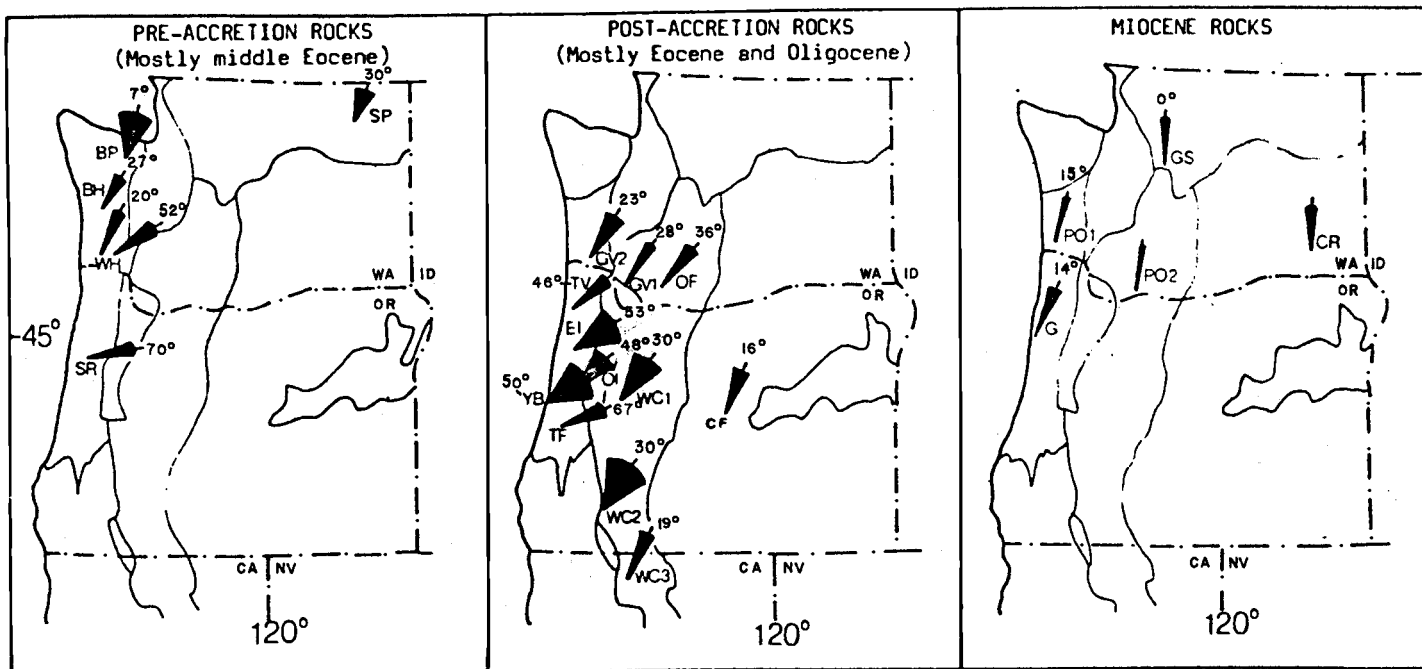 PRE-ACCRETION ROCKS
(Mostly middle Eocene)
30°
7°
SP
BP
27°
BH
20°
52°
WH
WA
ID
OR
45°
70°
SR
CA
NV
120°
POST-ACCRETION ROCKS
(Mostly Eocene and Oligocene)
23°
28°
36°
GV2
46°
TV
GV1
OF
WA
ID
OR
53°
EI
48°
30°
16°
50°
YB
OI
WC1
67°
CF
TF
30°
WC2
19°
CA
NV
WC3
120°
MIOCENE ROCKS
0°
GS
15°
PO1
CR
14°
PO2
WA
ID
OR
G
CA
NV
120°